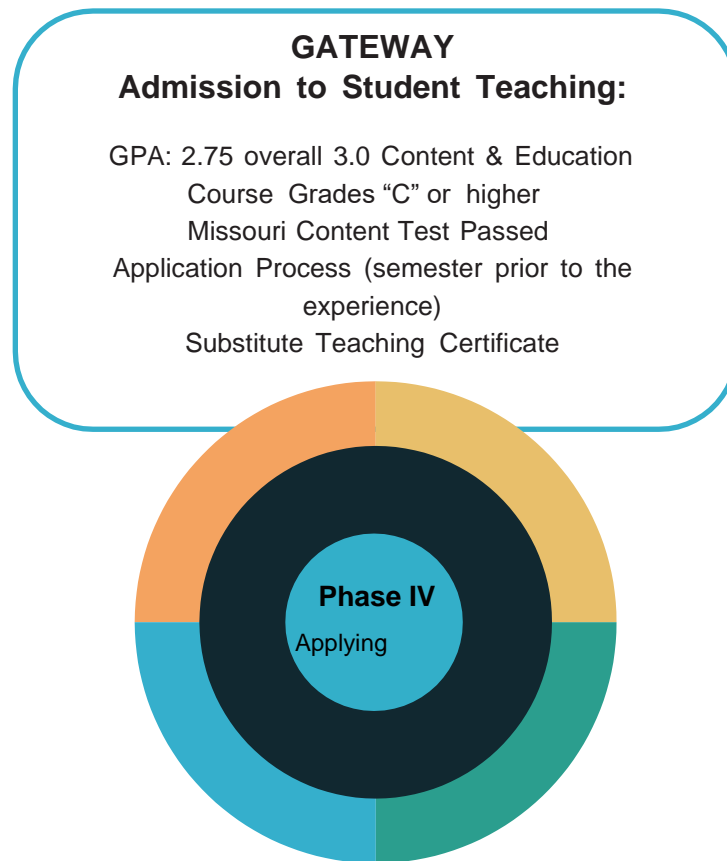 GATEWAY
Admission to Student Teaching:
GPA: 2.75 overall 3.0 Content & Education
Course Grades “C” or higher
Missouri Content Test Passed
Application Process (semester prior to the
experience)
Substitute Teaching Certificate
Phase IV
Applying